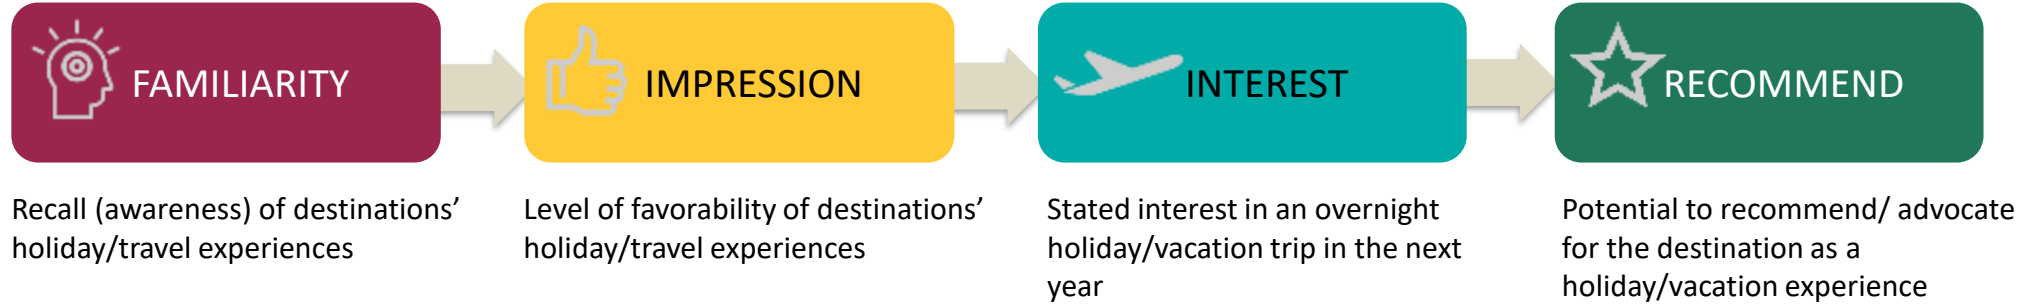 FAMILIARITY
Recall (awareness) of destinations’
holiday/travel experiences
IMPRESSION
Level of favorability of destinations’
holiday/travel experiences
INTEREST
Stated interest in an overnight
holiday/vacation trip in the next
year
RECOMMEND
Potential to recommend/ advocate
for the destination as a
holiday/vacation experience